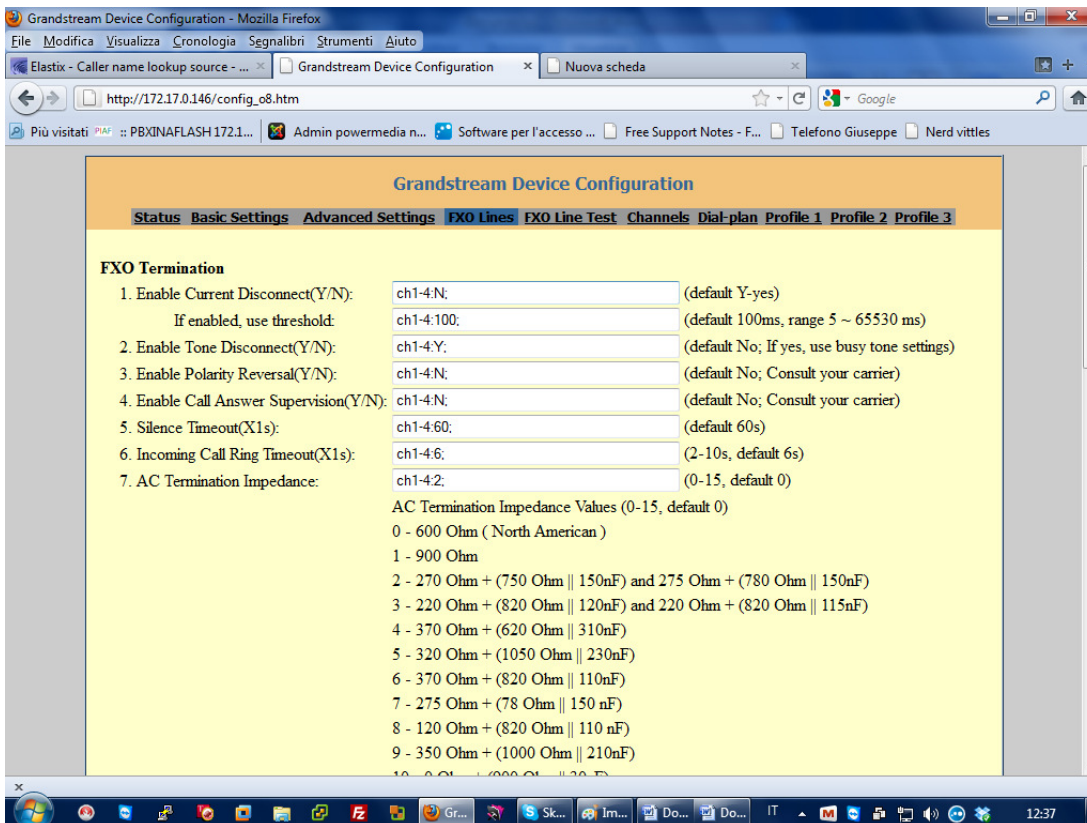 Grandstream Device Configuration - Mozilla Firefox
File Modifica Visualizza Cronologia Segnalibri Strumenti Aiuto
Elastix - Caller name lookup source - ... Grandstream Device Configuration Nuova scheda
http://172.17.0.146/config_o8.htm Google
Più visitati PIAF :: PBXINAFLASH 172.1... Admin powermedia n... Software per l'accesso ... Free Support Notes - F... Telefono Giuseppe Nerd vittles
Grandstream Device Configuration
Status Basic Settings Advanced Settings FXO Lines FXO Line Test Channels Dial-plan Profile 1 Profile 2 Profile 3
FXO Termination
1. Enable Current Disconnect(Y/N): ch1-4:N; (default Y-yes)
If enabled, use threshold: ch1-4:100; (default 100ms, range 5 ~ 65530 ms)
2. Enable Tone Disconnect(Y/N): ch1-4:Y; (default No; If yes, use busy tone settings)
3. Enable Polarity Reversal(Y/N): ch1-4:N; (default No; Consult your carrier)
4. Enable Call Answer Supervision(Y/N): ch1-4:N; (default No; Consult your carrier)
5. Silence Timeout(X1s): ch1-4:60; (default 60s)
6. Incoming Call Ring Timeout(X1s): ch1-4:6; (2-10s, default 6s)
7. AC Termination Impedance: ch1-4:2; (0-15, default 0)
AC Termination Impedance Values (0-15, default 0)
0 - 600 Ohm ( North American )
1 - 900 Ohm
2 - 270 Ohm + (750 Ohm || 150nF) and 275 Ohm + (780 Ohm || 150nF)
3 - 220 Ohm + (820 Ohm || 120nF) and 220 Ohm + (820 Ohm || 115nF)
4 - 370 Ohm + (620 Ohm || 310nF)
5 - 320 Ohm + (1050 Ohm || 230nF)
6 - 370 Ohm + (820 Ohm || 110nF)
7 - 275 Ohm + (78 Ohm || 150 nF)
8 - 120 Ohm + (820 Ohm || 110 nF)
9 - 350 Ohm + (1000 Ohm || 210nF)
Gr... Sk... Im... Do... Do... IT 12:37